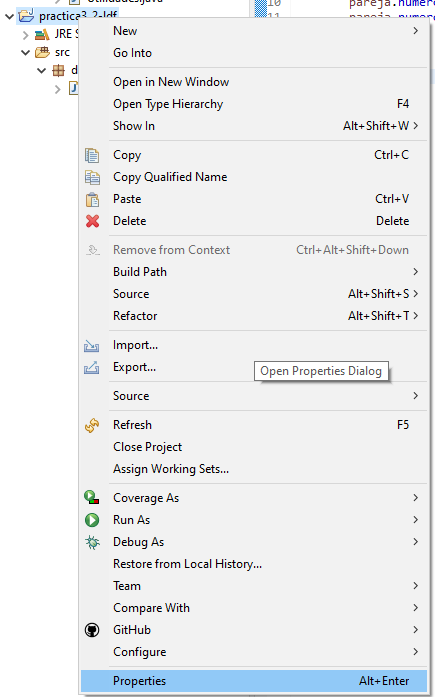 10 pareja.numero
practica3_2-ldf
11 pareja.numero
JRE S
src
d
J
New
Go Into
Open in New Window
Open Type Hierarchy F4
Show In Alt+Shift+W >
Copy Ctrl+C
Copy Qualified Name
Paste Ctrl+V
Delete Delete
Remove from Context Ctrl+Alt+Shift+Down
Build Path >
Source Alt+Shift+S >
Refactor Alt+Shift+T >
Import...
Export...
Open Properties Dialog
Source >
Refresh F5
Close Project
Assign Working Sets...
Coverage As >
Run As >
Debug As >
Restore from Local History...
Team >
Compare With >
GitHub >
Configure >
Properties Alt+Enter